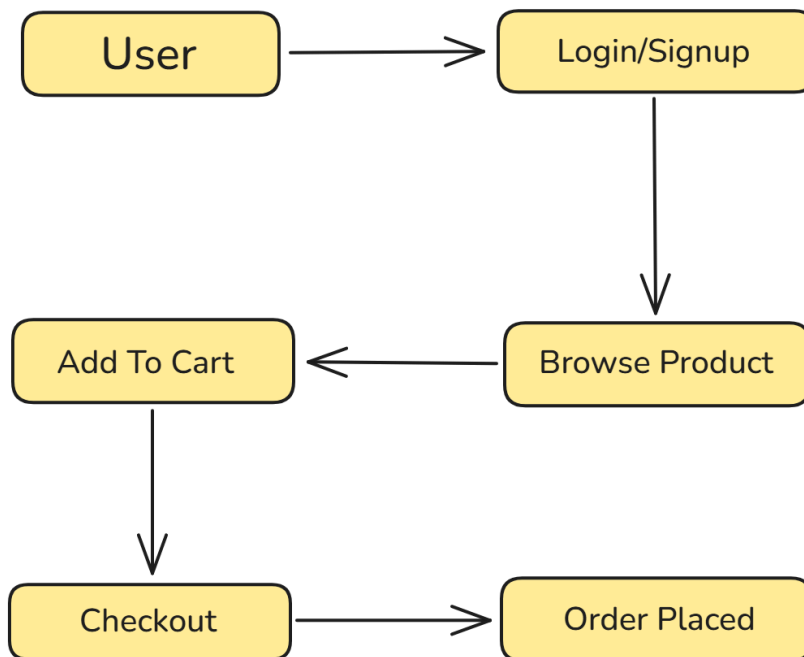 User
Login/Signup
Add To Cart
Browse Product
Checkout
Order Placed